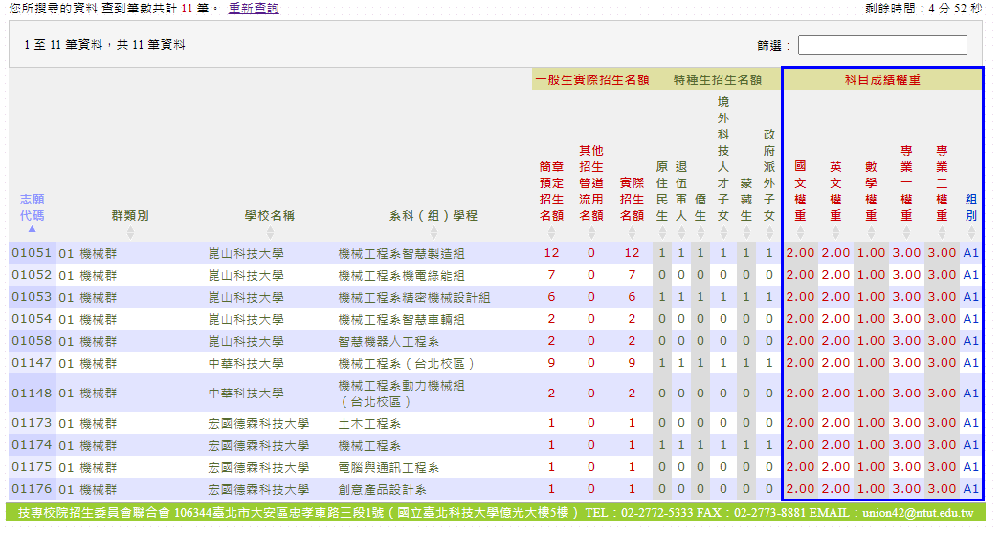 您所搜尋的資料 查到筆數共計 11 筆。 重新查詢 剩餘時間：4 分 52 秒
1 至 11 筆資料，共 11 筆資料 篩選：
一般生實際招生名額 特種生招生名額 科目成績權重
志願代碼 群類別 學校名稱 系科（組）學程 簡章預定招生名額 其他招生管道流用名額 實際招生名額 原住民生 退伍軍人 僑生 境外科技人才子女 蒙藏生 政府派外子女 國文權重 英文權重 數學權重 專業一權重 專業二權重 組別
01051 01 機械群 崑山科技大學 機械工程系智慧製造組 12 0 12 1 1 1 1 1 1 2.00 2.00 1.00 3.00 3.00 A1
01052 01 機械群 崑山科技大學 機械工程系機電綠能組 7 0 7 0 0 0 0 0 0 2.00 2.00 1.00 3.00 3.00 A1
01053 01 機械群 崑山科技大學 機械工程系精密機械設計組 6 0 6 1 1 1 1 1 1 2.00 2.00 1.00 3.00 3.00 A1
01054 01 機械群 崑山科技大學 機械工程系智慧車輛組 2 0 2 0 0 0 0 0 0 2.00 2.00 1.00 3.00 3.00 A1
01058 01 機械群 崑山科技大學 智慧機器人工程系 2 0 2 0 0 0 0 0 0 2.00 2.00 1.00 3.00 3.00 A1
01147 01 機械群 中華科技大學 機械工程系（台北校區） 9 0 9 1 1 1 1 1 1 2.00 2.00 1.00 3.00 3.00 A1
01148 01 機械群 中華科技大學 機械工程系動力機械組（台北校區） 2 0 2 0 0 0 0 0 0 2.00 2.00 1.00 3.00 3.00 A1
01173 01 機械群 宏國德霖科技大學 土木工程系 1 0 1 0 0 0 0 0 0 2.00 2.00 1.00 3.00 3.00 A1
01174 01 機械群 宏國德霖科技大學 機械工程系 1 0 1 1 1 1 1 1 1 2.00 2.00 1.00 3.00 3.00 A1
01175 01 機械群 宏國德霖科技大學 電腦與通訊工程系 1 0 1 0 0 0 0 0 0 2.00 2.00 1.00 3.00 3.00 A1
01176 01 機械群 宏國德霖科技大學 創意產品設計系 1 0 1 0 0 0 0 0 0 2.00 2.00 1.00 3.00 3.00 A1
技專校院招生委員會聯合會 106344臺北市大安區忠孝東路三段1號（國立臺北科技大學億光大樓5樓） TEL：02-2772-5333 FAX：02-2773-8881 EMAIL：union42@ntut.edu.tw